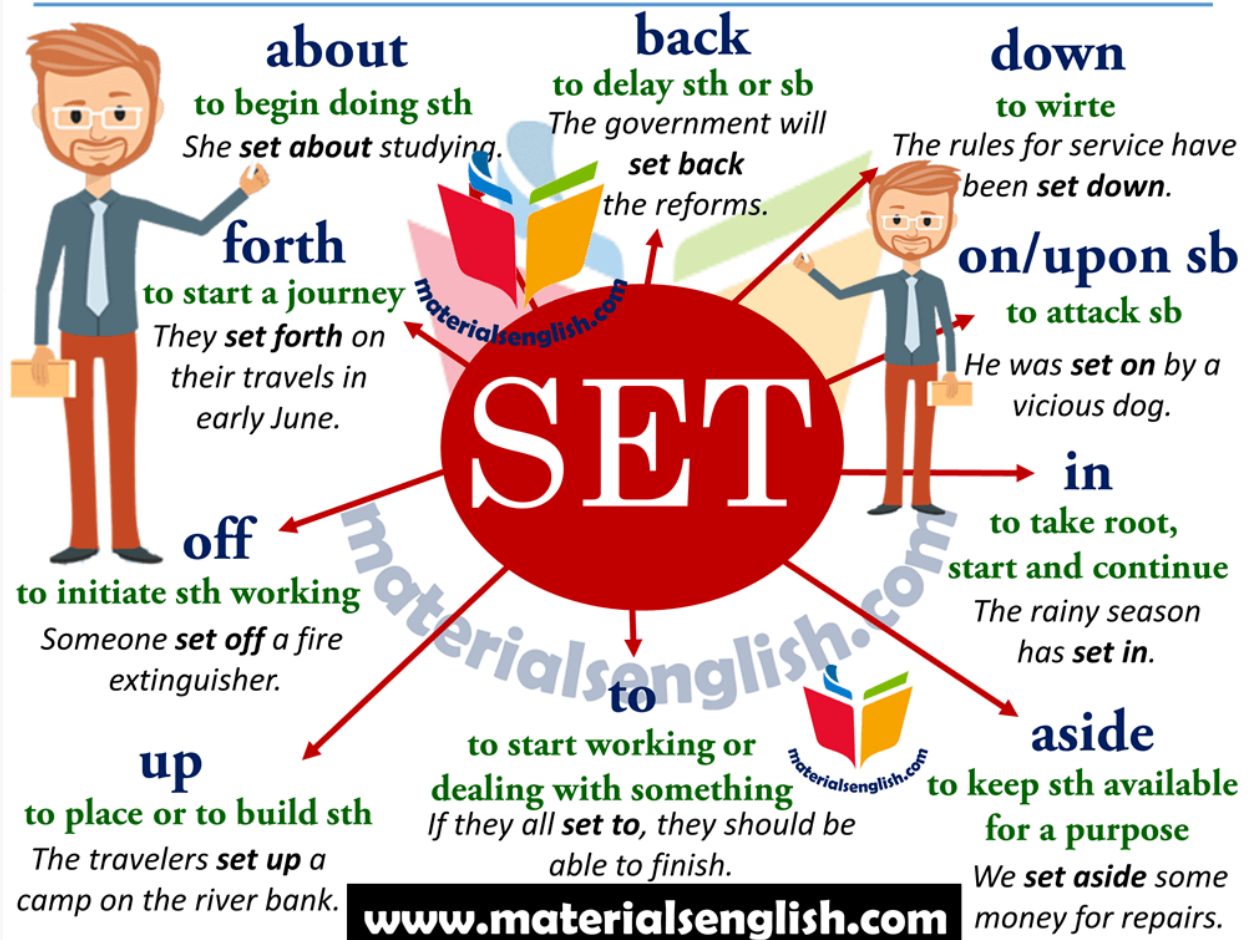 about
to begin doing sth
She set about studying.
back
to delay sth or sb
The government will
set back
the reforms.
down
to wirte
The rules for service have
been set down.
forth
to start a journey
They set forth on
their travels in
early June.
materialsenglish.com
on/upon sb
to attack sb
He was set on by a
vicious dog.
SET
off
to initiate sth working
Someone set off a fire
extinguisher.
in
to take root,
start and continue
The rainy season
has set in.
materialsenglish.com
up
to place or to build sth
The travelers set up a
camp on the river bank.
to
to start working or
dealing with something
If they all set to, they should be
able to finish.
materialsenglish.com
aside
to keep sth available
for a purpose
We set aside some
money for repairs.
www.materialsenglish.com